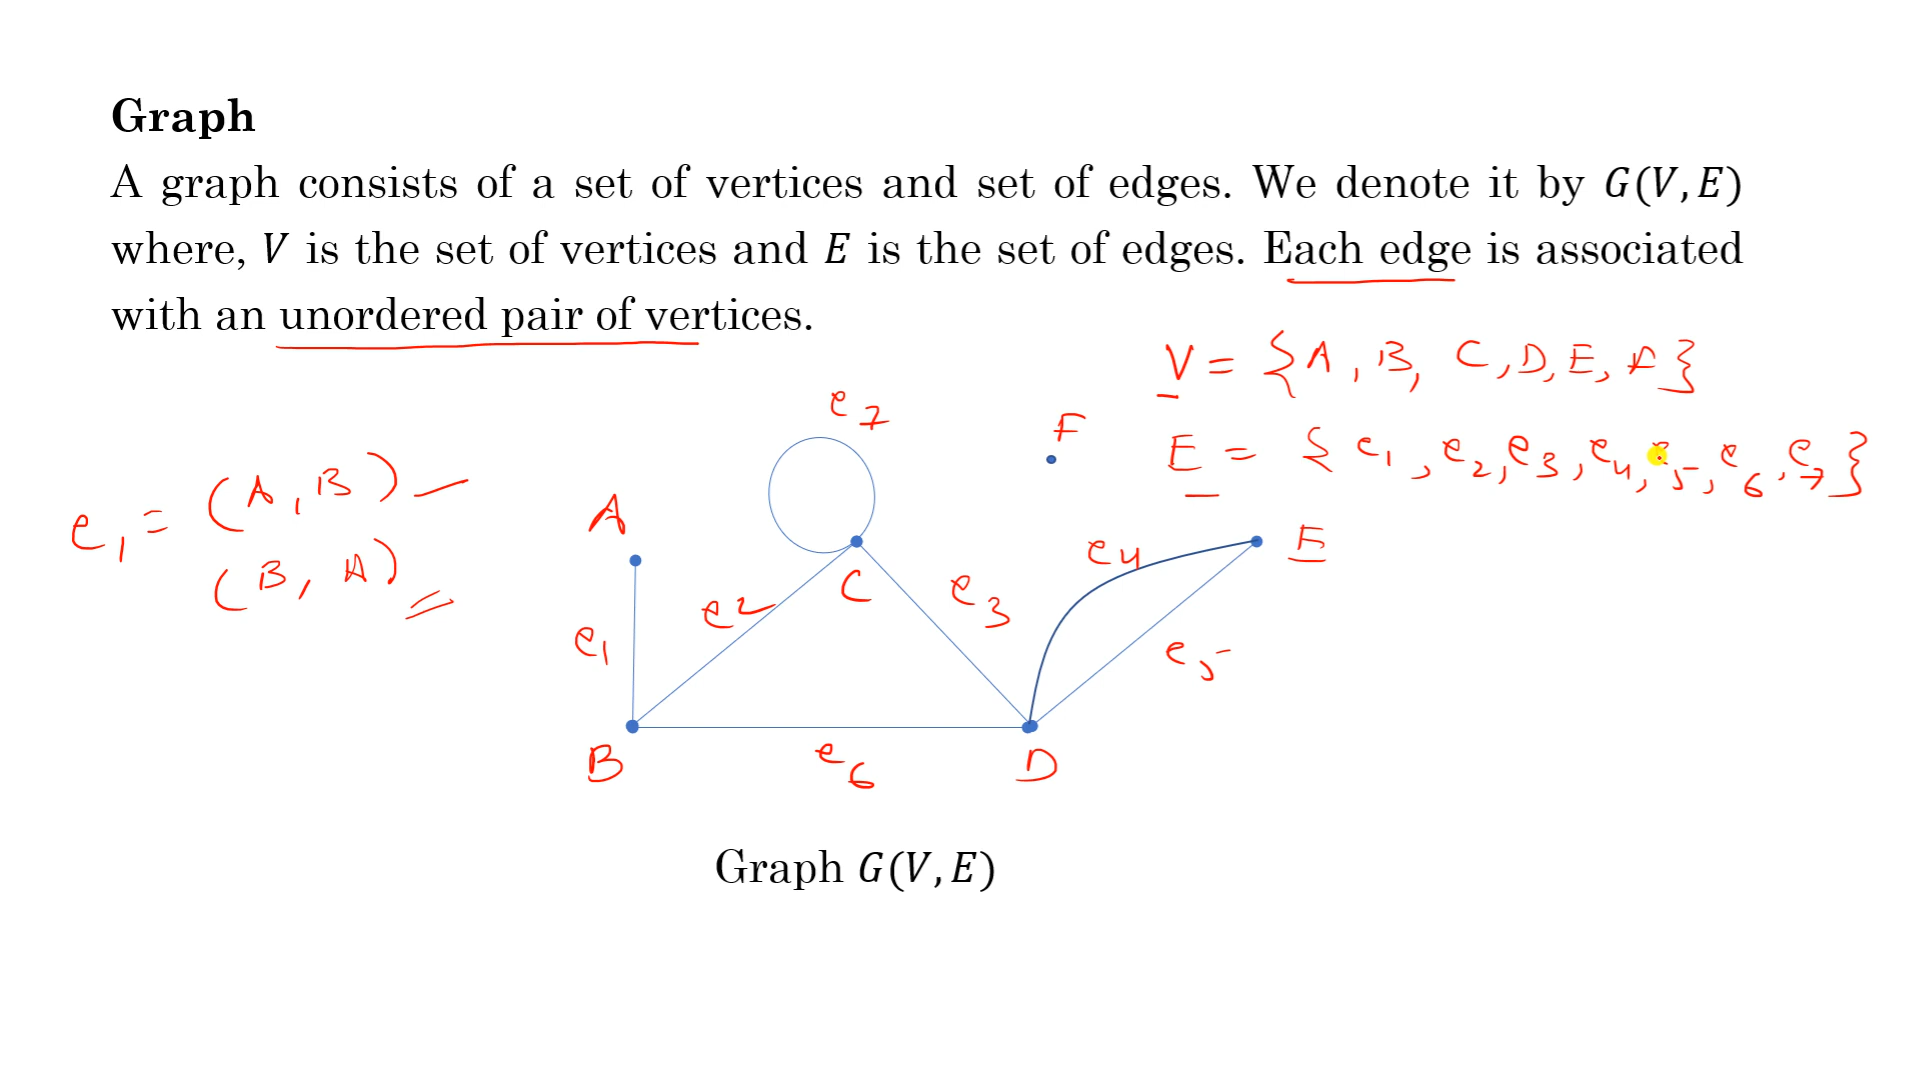 Graph
A graph consists of a set of vertices and set of edges. We denote it by G(V, E)
where, V is the set of vertices and E is the set of edges. Each edge is associated
with an unordered pair of vertices.
V = {A, B, C, D, E, F}
E = {e1, e2, e3, e4, e5, e6, e7}
e1 = (A, B)
(B, A)
e7
F
A
e4
E
C
e2
e3
e1
e5
B
e6
D
Graph G(V, E)